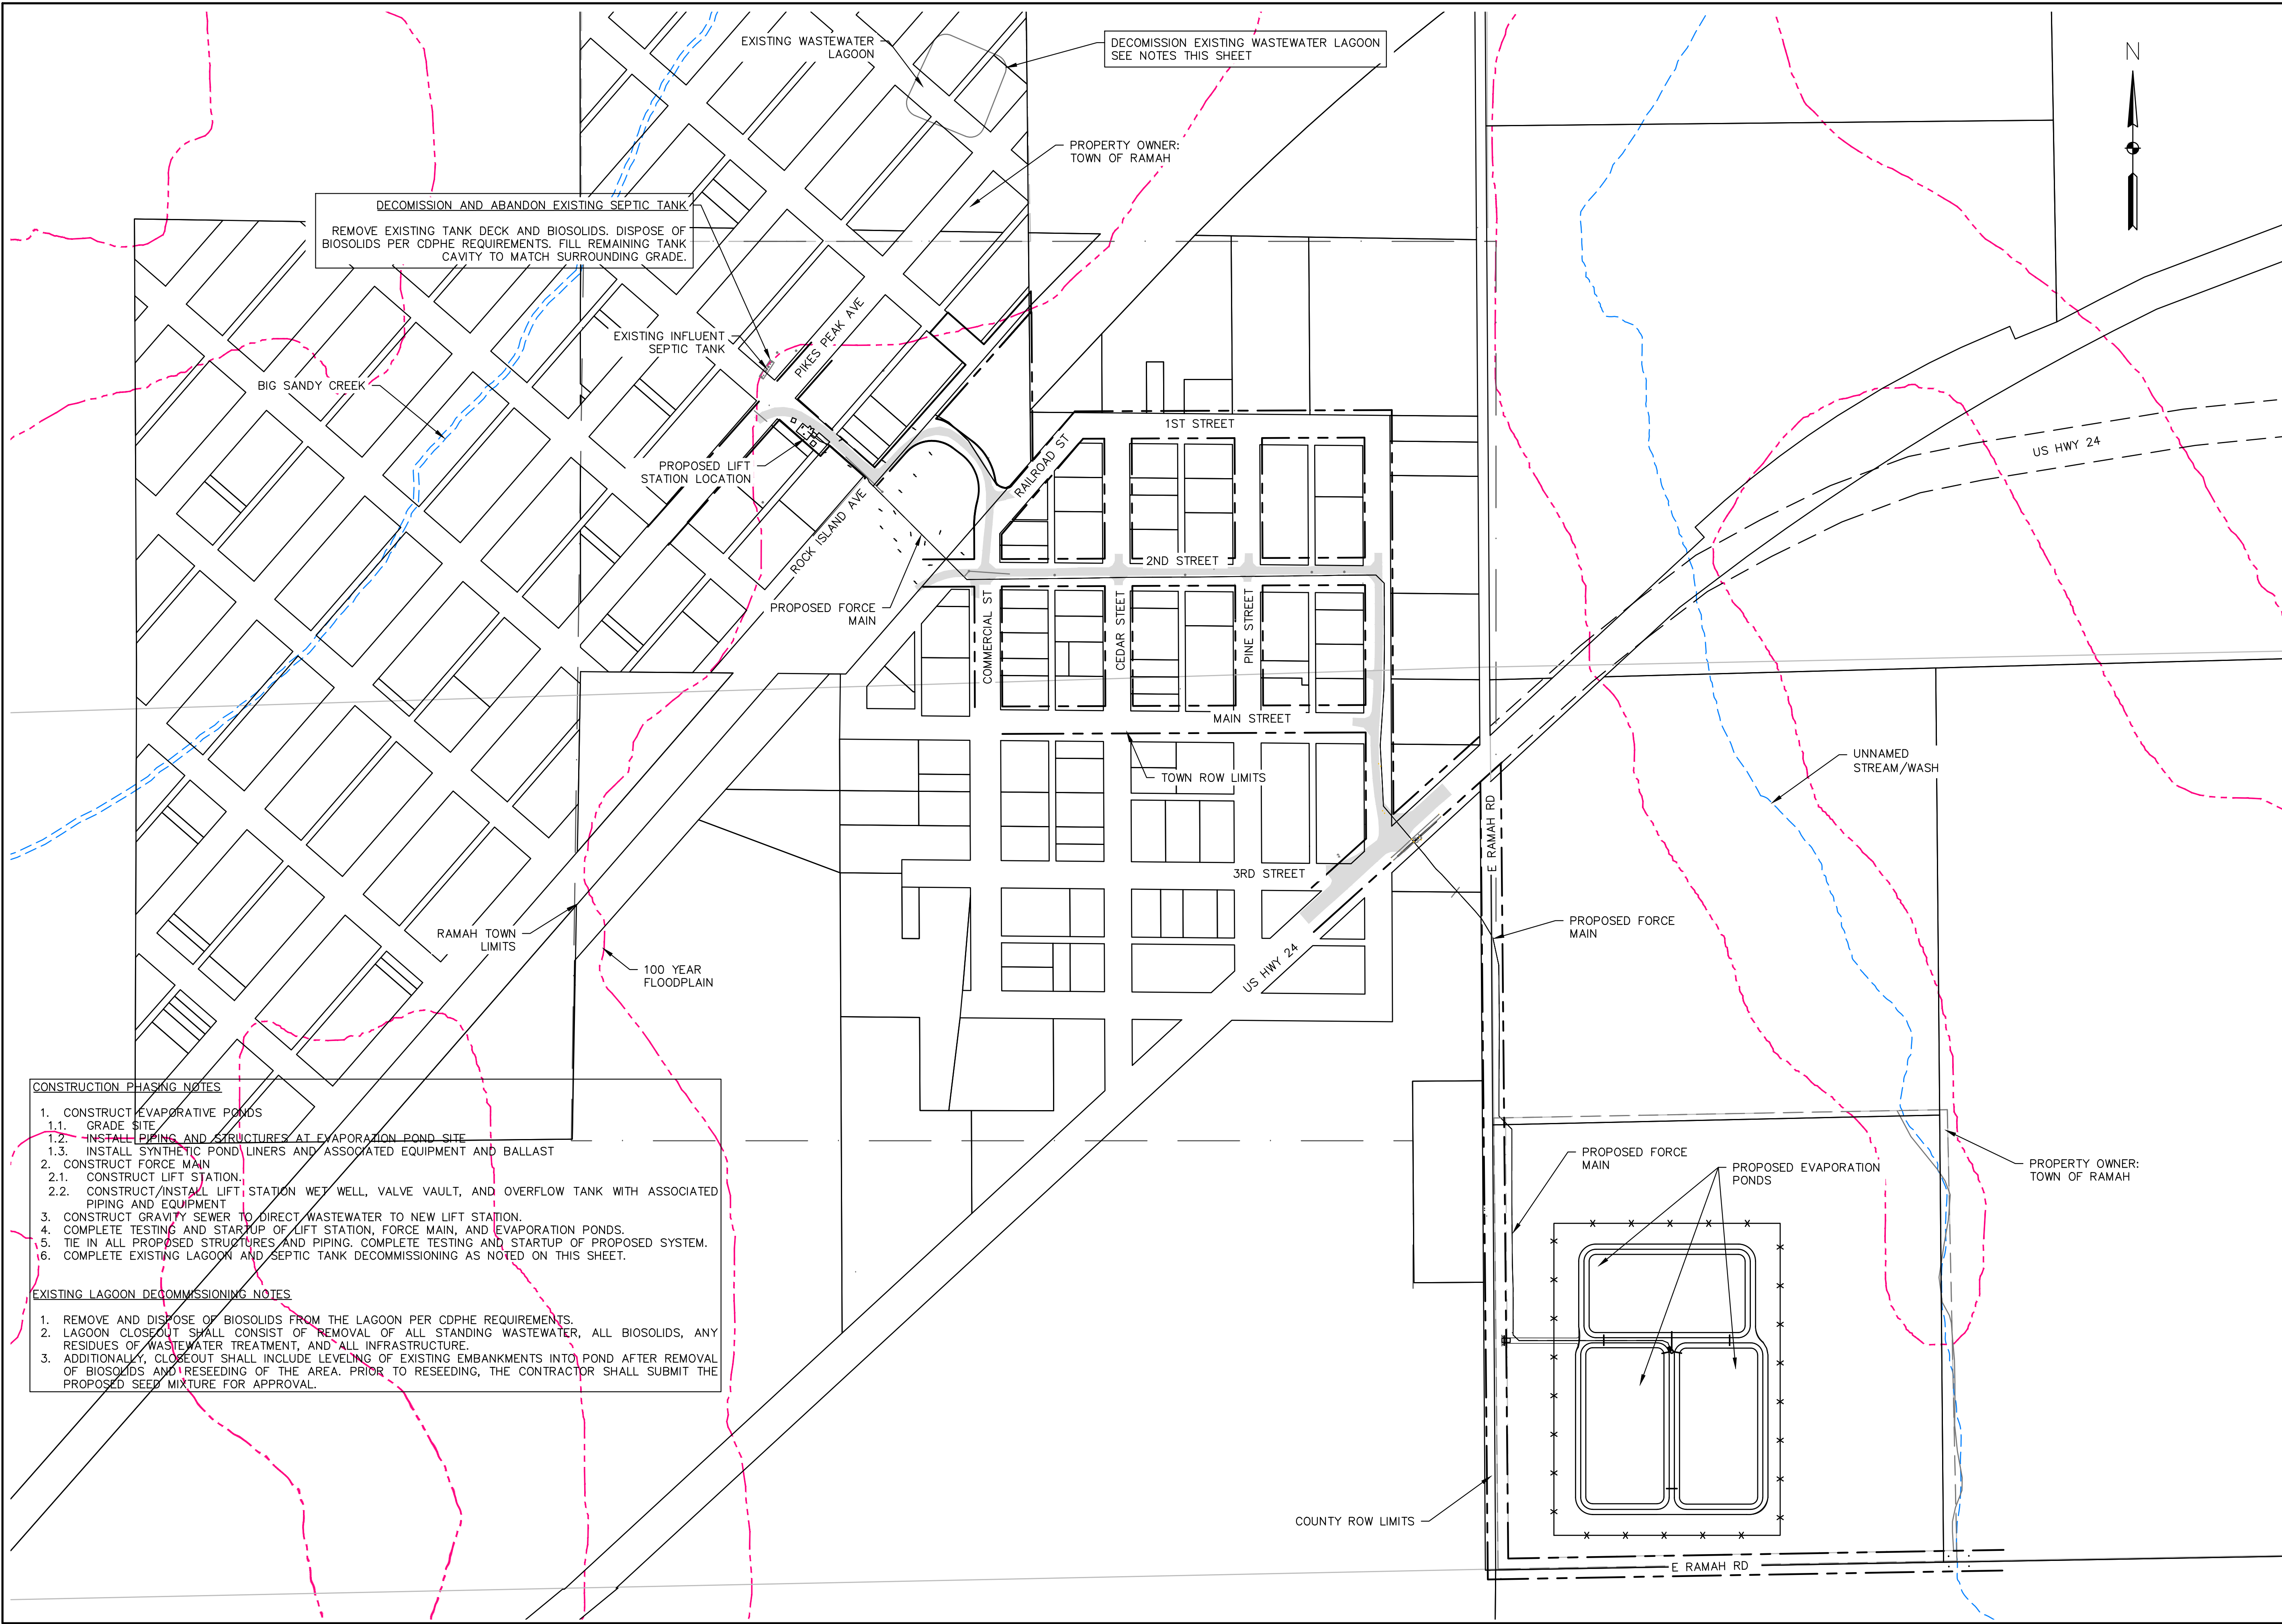 EXISTING WASTEWATER
LAGOON
DECOMISSION EXISTING WASTEWATER LAGOON
SEE NOTES THIS SHEET
N
PROPERTY OWNER:
TOWN OF RAMAH
DECOMISSION AND ABANDON EXISTING SEPTIC TANK
REMOVE EXISTING TANK DECK AND BIOSOLIDS. DISPOSE OF
BIOSOLIDS PER CDPHE REQUIREMENTS. FILL REMAINING TANK
CAVITY TO MATCH SURROUNDING GRADE.
EXISTING INFLUENT
SEPTIC TANK
PIKES PEAK AVE
BIG SANDY CREEK
PROPOSED LIFT
STATION LOCATION
ROCK ISLAND AVE
RAILROAD ST
1ST STREET
US HWY 24
2ND STREET
PROPOSED FORCE
MAIN
COMMERCIAL ST
CEDAR STEET
PINE STREET
MAIN STREET
TOWN ROW LIMITS
UNNAMED
STREAM/WASH
E RAMAH RD
3RD STREET
RAMAH TOWN
LIMITS
100 YEAR
FLOODPLAIN
US HWY 24
PROPOSED FORCE
MAIN
CONSTRUCTION PHASING NOTES
1. CONSTRUCT EVAPORATIVE PONDS
1.1. GRADE SITE
1.2. INSTALL PIPING AND STRUCTURES AT EVAPORATION POND SITE
1.3. INSTALL SYNTHETIC POND LINERS AND ASSOCIATED EQUIPMENT AND BALLAST
2. CONSTRUCT FORCE MAIN
2.1. CONSTRUCT LIFT STATION.
2.2. CONSTRUCT/INSTALL LIFT STATION WET WELL, VALVE VAULT, AND OVERFLOW TANK WITH ASSOCIATED
PIPING AND EQUIPMENT
3. CONSTRUCT GRAVITY SEWER TO DIRECT WASTEWATER TO NEW LIFT STATION.
4. COMPLETE TESTING AND STARTUP OF LIFT STATION, FORCE MAIN, AND EVAPORATION PONDS.
5. TIE IN ALL PROPOSED STRUCTURES AND PIPING. COMPLETE TESTING AND STARTUP OF PROPOSED SYSTEM.
6. COMPLETE EXISTING LAGOON AND SEPTIC TANK DECOMMISSIONING AS NOTED ON THIS SHEET.
EXISTING LAGOON DECOMMISSIONING NOTES
1. REMOVE AND DISPOSE OF BIOSOLIDS FROM THE LAGOON PER CDPHE REQUIREMENTS.
2. LAGOON CLOSEOUT SHALL CONSIST OF REMOVAL OF ALL STANDING WASTEWATER, ALL BIOSOLIDS, ANY
RESIDUES OF WASTEWATER TREATMENT, AND ALL INFRASTRUCTURE.
3. ADDITIONALLY, CLOSEOUT SHALL INCLUDE LEVELING OF EXISTING EMBANKMENTS INTO POND AFTER REMOVAL
OF BIOSOLIDS AND RESEEDING OF THE AREA. PRIOR TO RESEEDING, THE CONTRACTOR SHALL SUBMIT THE
PROPOSED SEED MIXTURE FOR APPROVAL.
PROPOSED FORCE
MAIN
PROPOSED EVAPORATION
PONDS
PROPERTY OWNER:
TOWN OF RAMAH
COUNTY ROW LIMITS
E RAMAH RD